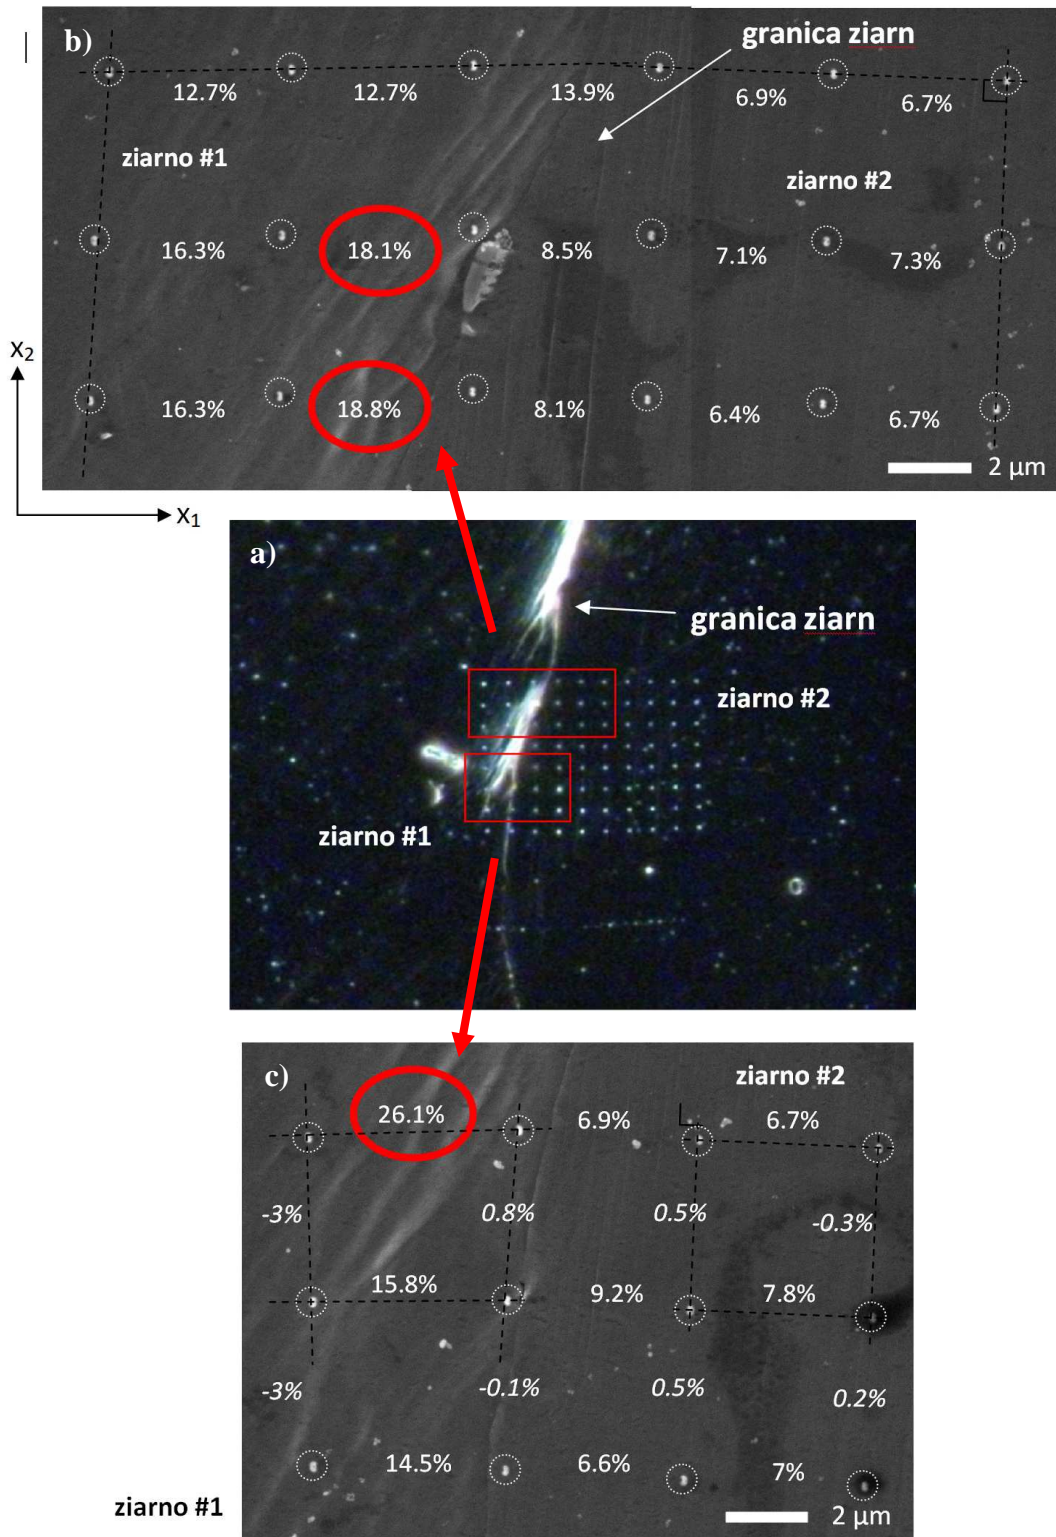 b)
granica ziarn
12.7% 12.7% 13.9% 6.9% 6.7%
ziarno #1
ziarno #2
16.3% 18.1% 8.5% 7.1% 7.3%
X₂
16.3% 18.8% 8.1% 6.4% 6.7%
2 μm
X₁
a)
granica ziarn
ziarno #2
ziarno #1
c)
ziarno #2
26.1% 6.9% 6.7%
-3% 0.8% 0.5% -0.3%
15.8% 9.2% 7.8%
-3% -0.1% 0.5% 0.2%
14.5% 6.6% 7%
ziarno #1
2 μm